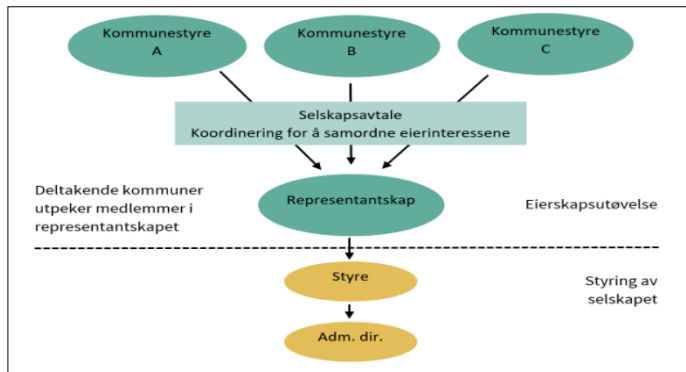 Kommunestyre
A
Kommunestyre
B
Kommunestyre
C
Selskapsavtale
Koordinering for å samordne eierinteressene
Deltakende kommuner
utpeker medlemmer i
representantskapet
Representantskap
Eierskapsutøvelse
Styre
Styring av
selskapet
Adm. dir.